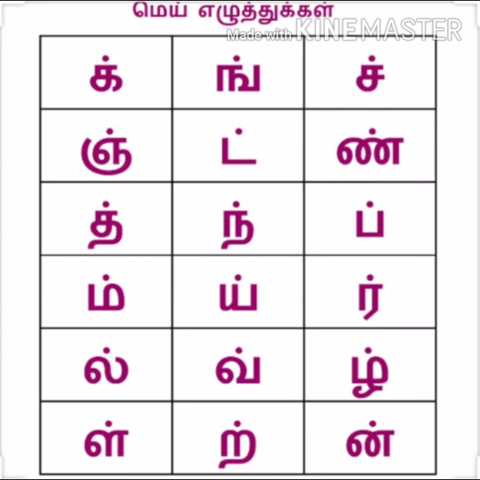 மெய் எழுத்துக்கள்
Made with KINEMASTER
க் ங் ச்
ஞ் ட் ண்
த் ந் ப்
ம் ய் ர்
ல் வ் ழ்
ள் ற் ன்